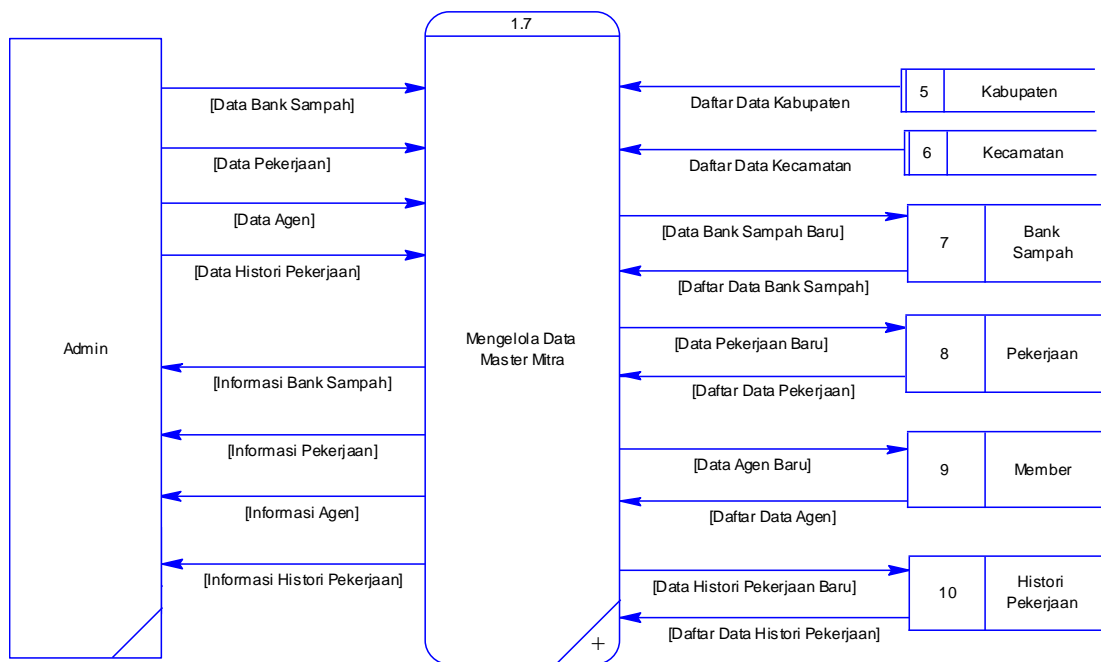 1.7
Admin
[Data Bank Sampah]
[Data Pekerjaan]
[Data Agen]
[Data Histori Pekerjaan]
[Informasi Bank Sampah]
[Informasi Pekerjaan]
[Informasi Agen]
[Informasi Histori Pekerjaan]
Mengelola Data
Master Mitra
+
Daftar Data Kabupaten
Daftar Data Kecamatan
[Data Bank Sampah Baru]
[Daftar Data Bank Sampah]
[Data Pekerjaan Baru]
[Daftar Data Pekerjaan]
[Data Agen Baru]
[Daftar Data Agen]
[Data Histori Pekerjaan Baru]
[Daftar Data Histori Pekerjaan]
5 Kabupaten
6 Kecamatan
7 Bank
Sampah
8 Pekerjaan
9 Member
10 Histori
Pekerjaan